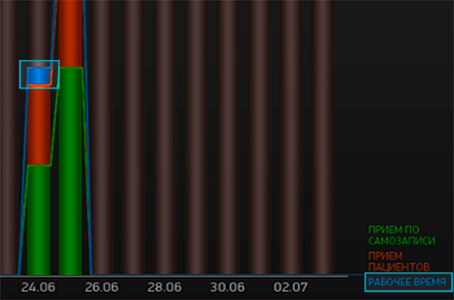 ПРИЕМ ПО
САМОЗАПИСИ
ПРИЕМ
ПАЦИЕНТОВ
РАБОЧЕЕ ВРЕМЯ
24.06 26.06 28.06 30.06 02.07